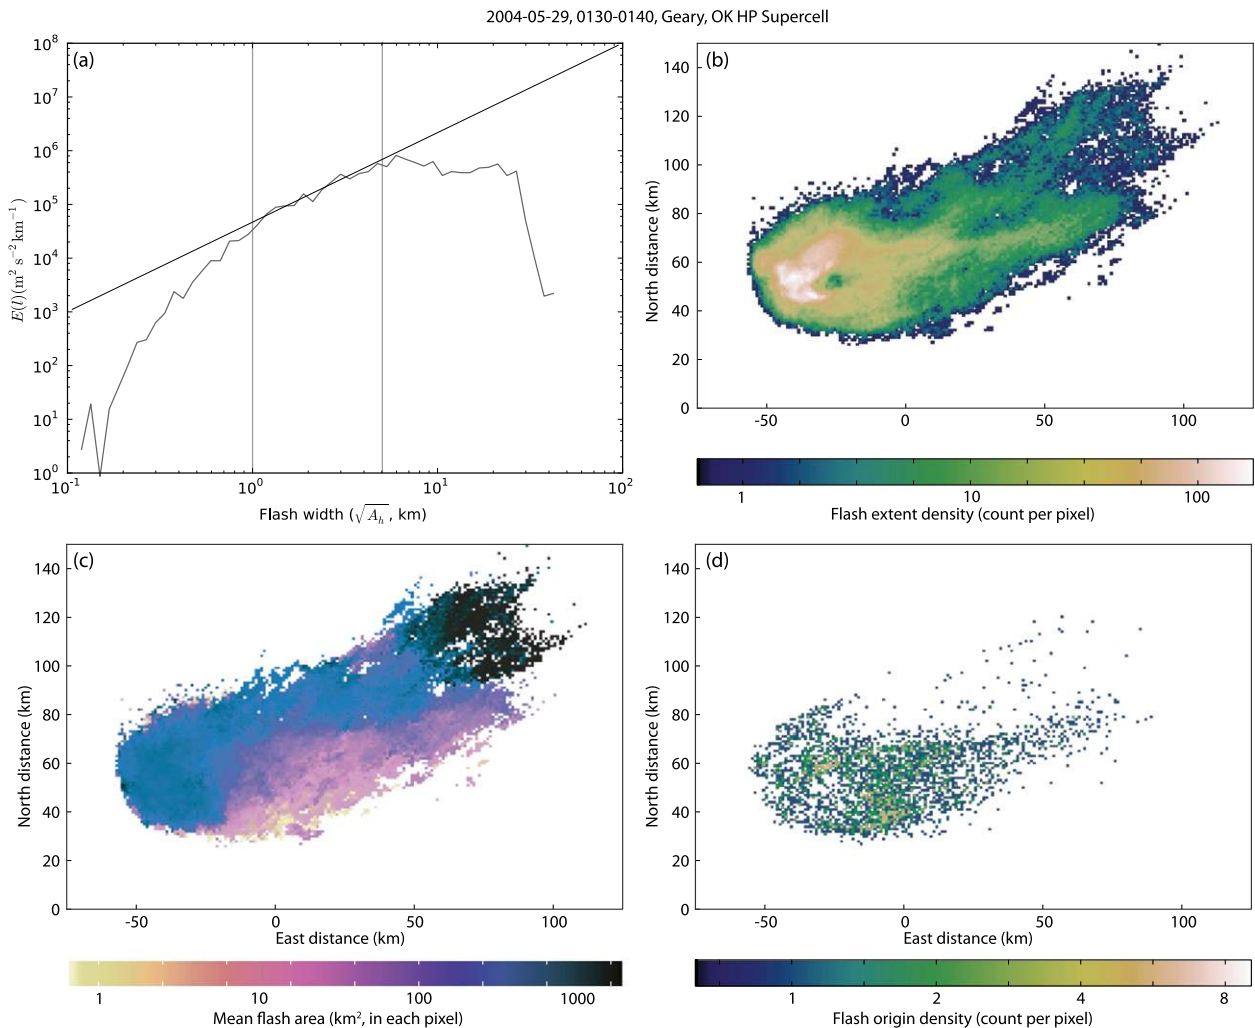 2004-05-29, 0130-0140, Geary, OK HP Supercell
(a)
10^8
10^7
10^6
10^5
10^4
10^3
10^2
10^1
10^0
E(l)(m^2 s^-2 km^-1)
10^-1 10^0 10^1 10^2
Flash width (√A_h, km)
(b)
140
120
100
80
60
40
20
0
North distance (km)
-50 0 50 100
1 10 100
Flash extent density (count per pixel)
(c)
140
120
100
80
60
40
20
0
North distance (km)
-50 0 50 100
East distance (km)
1 10 100 1000
Mean flash area (km², in each pixel)
(d)
140
120
100
80
60
40
20
0
North distance (km)
-50 0 50 100
East distance (km)
1 2 4 8
Flash origin density (count per pixel)